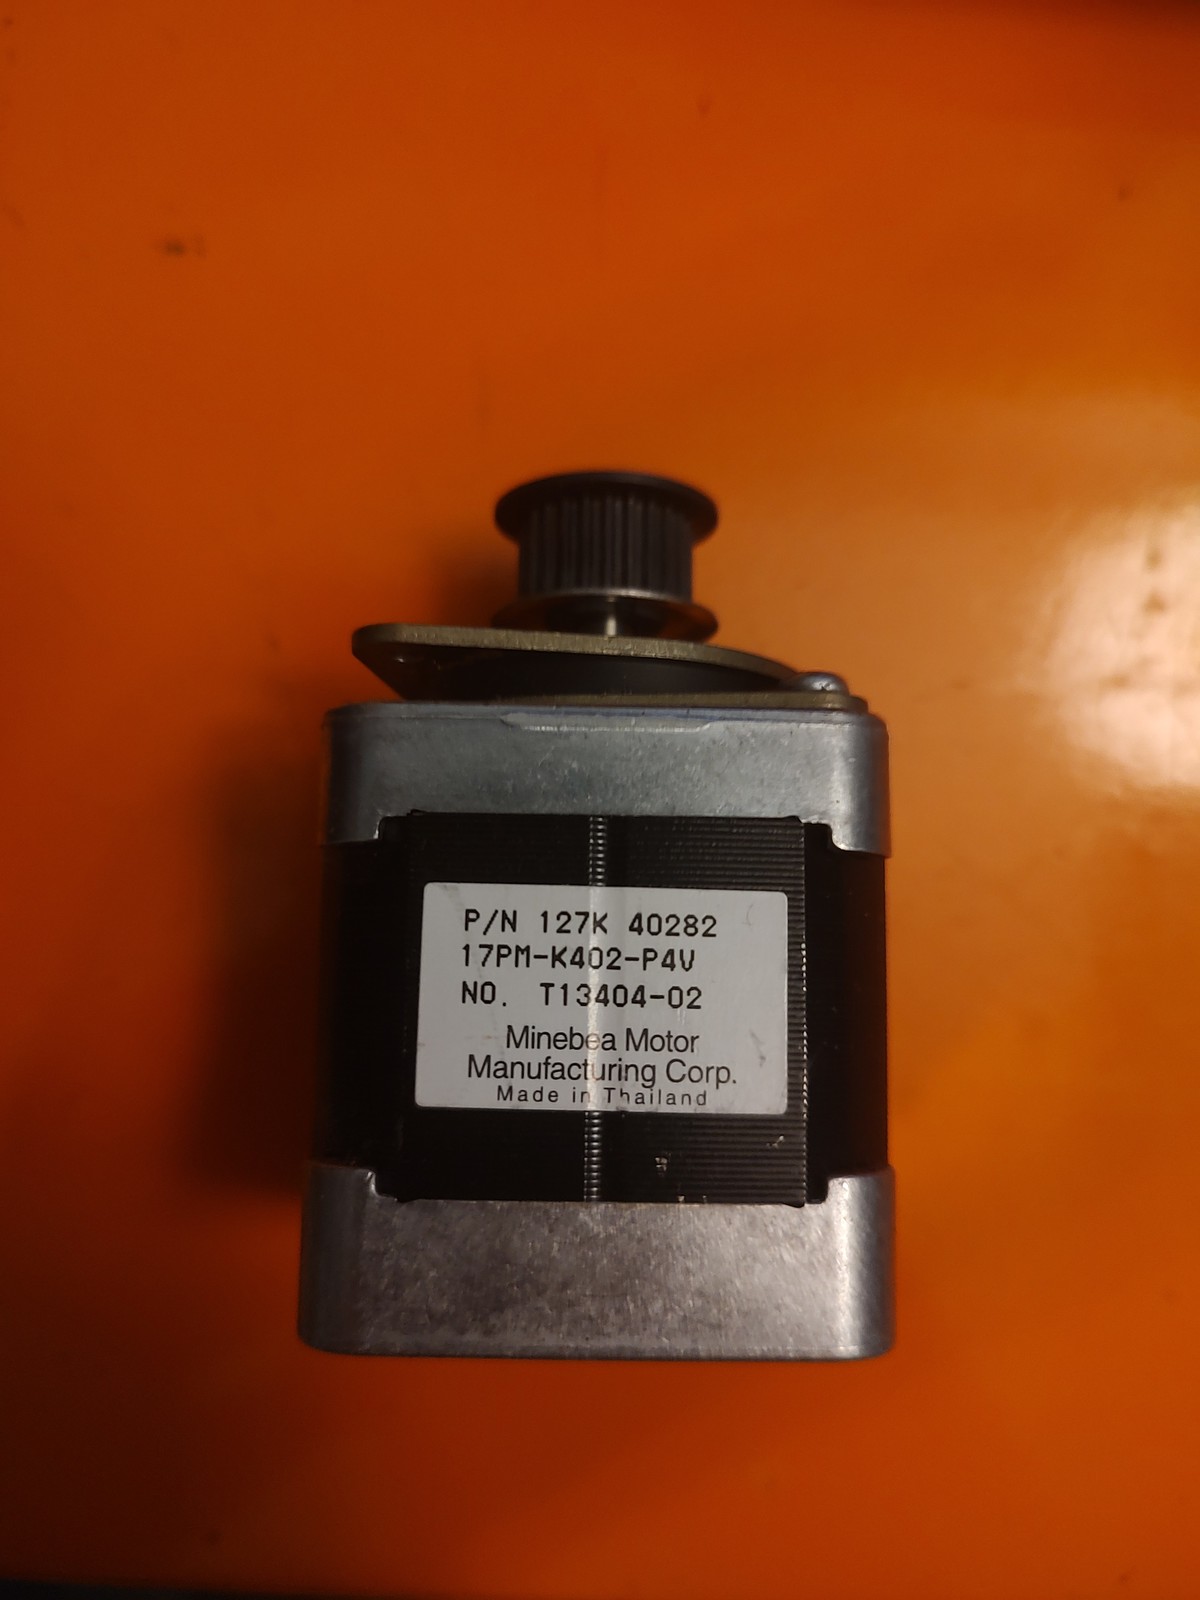 P/N 127K 40282
17PM-K402-P4V
NO. T13404-02
Minebea Motor
Manufacturing Corp.
Made in Thailand